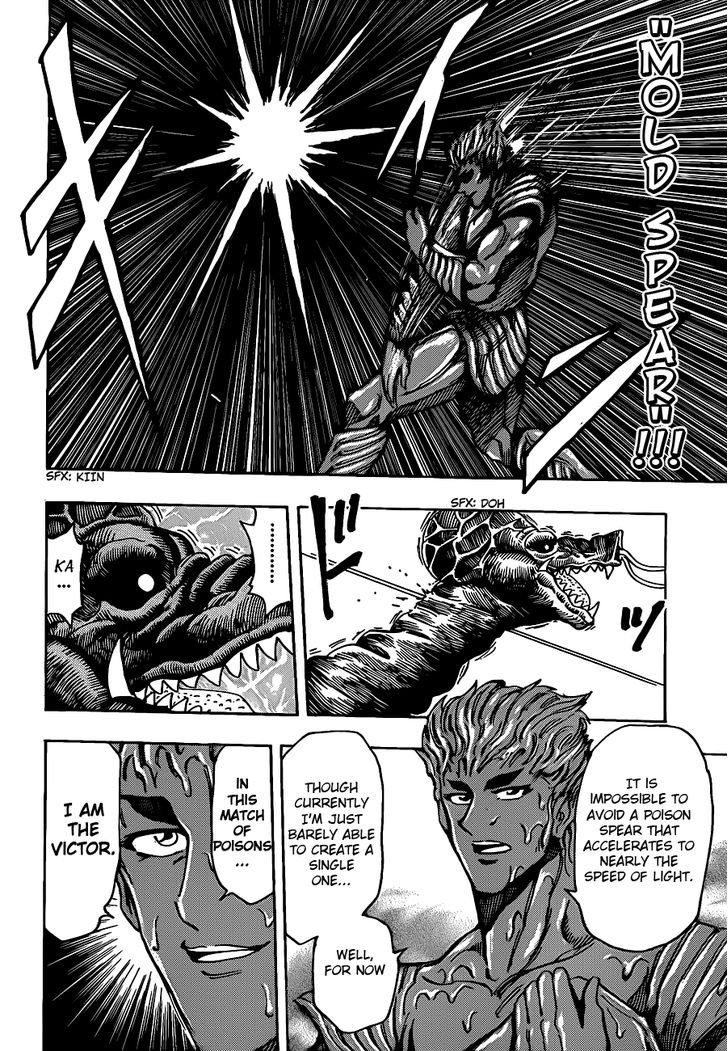 "MOLD SPEAR"!!!
SFX: KIIN
SFX: DOH
ドッ
.........
KA
...
IT IS
IMPOSSIBLE TO
AVOID A POISON
SPEAR THAT
ACCELERATES TO
NEARLY THE
SPEED OF LIGHT.
THOUGH
CURRENTLY
I'M JUST
BARELY ABLE
TO CREATE A
SINGLE
ONE...
WELL,
FOR NOW
IN
THIS
MATCH
OF
POISONS
...
I AM
THE
VICTOR.